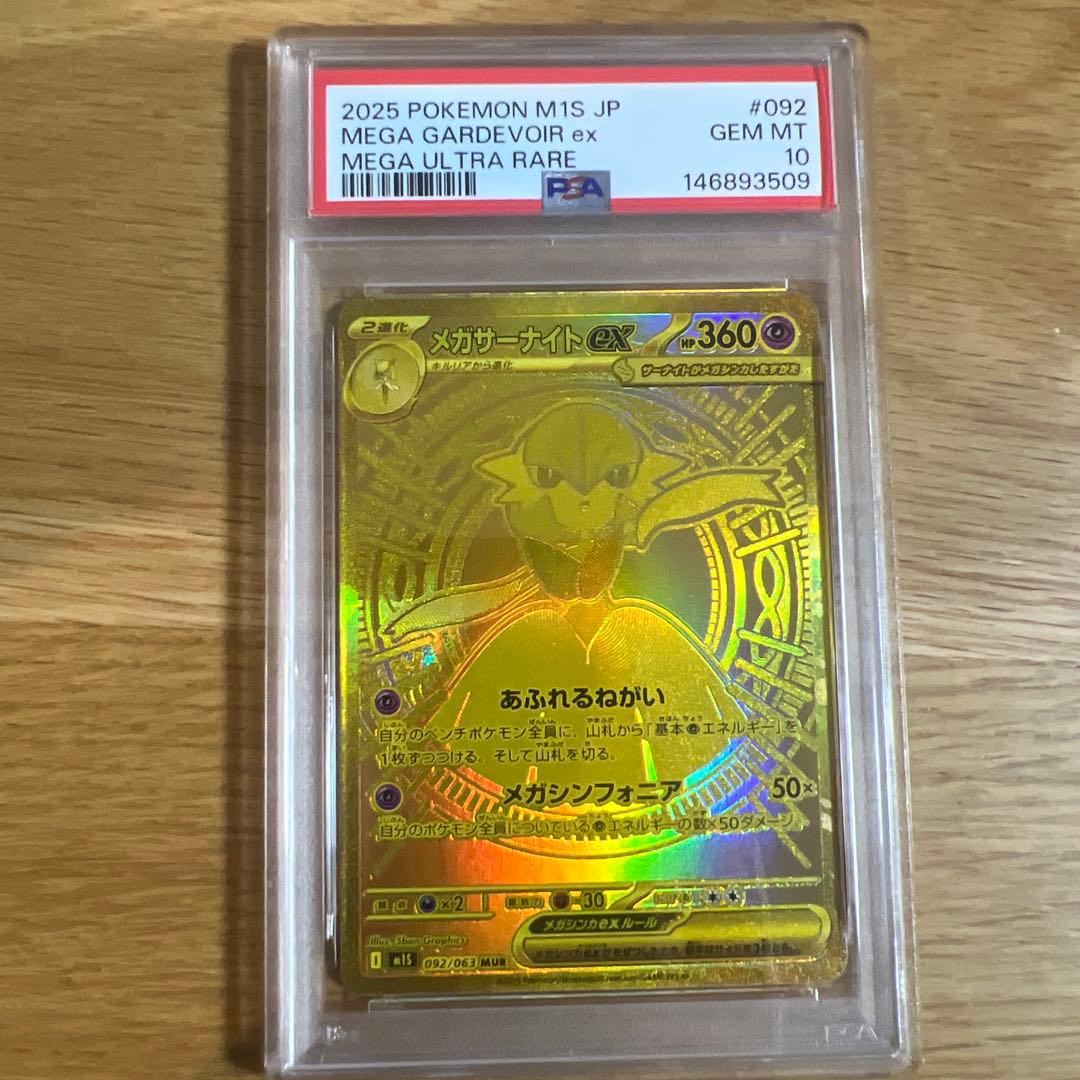 2025 POKEMON M1S JP #092
MEGA GARDEVOIR ex GEM MT
MEGA ULTRA RARE 10
PSA 146893509
2進化 メガサーナイトex HP360
キルリアから進化 サーナイトがメガシンカしたすがた
あふれるねがい
自分のベンチポケモン全員に、山札から「基本エネルギー」を
1枚ずつつける。そして山札を切る。
メガシンフォニア 50×
自分のポケモン全員についているエネルギーの数×50ダメージ。
×2 -30
メガシンカexルール
Illus. 5ban Graphics
I m1S 092/063 MUR